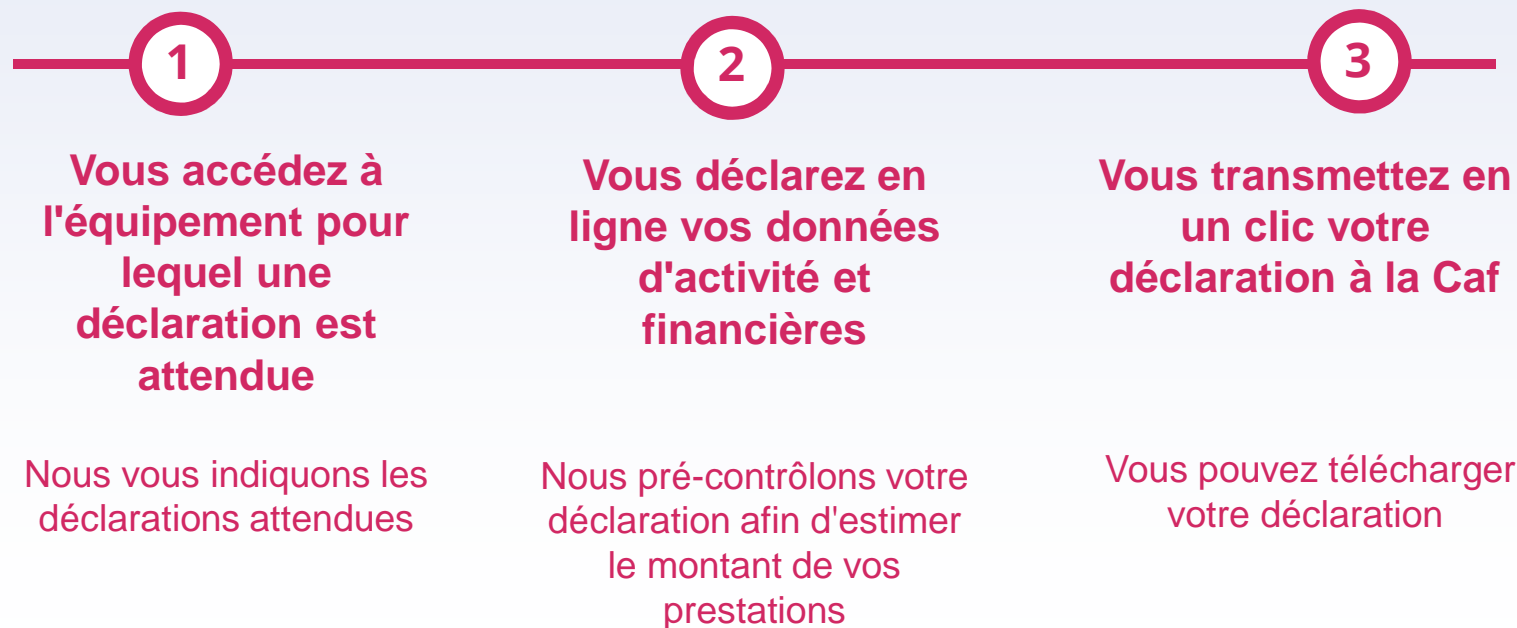 1
Vous accédez à
l'équipement pour
lequel une
déclaration est
attendue
Nous vous indiquons les
déclarations attendues
2
Vous déclarez en
ligne vos données
d'activité et
financières
Nous pré-contrôlons votre
déclaration afin d'estimer
le montant de vos
prestations
3
Vous transmettez en
un clic votre
déclaration à la Caf
Vous pouvez télécharger
votre déclaration